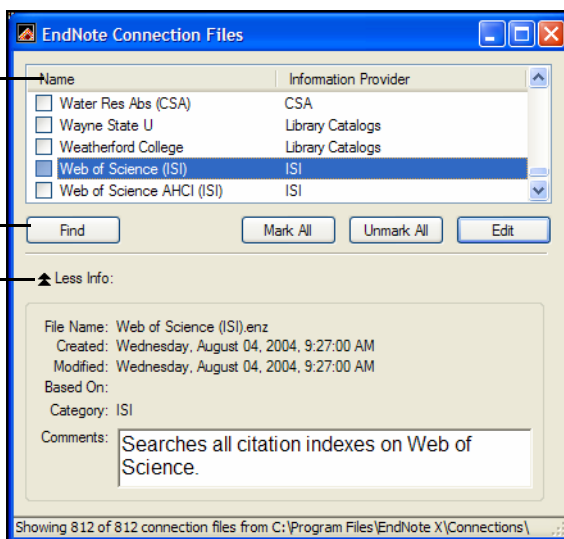 EndNote Connection Files
Name Information Provider
Water Res Abs (CSA) CSA
Wayne State U Library Catalogs
Weatherford College Library Catalogs
Web of Science (ISI) ISI
Web of Science AHCI (ISI) ISI
Find Mark All Unmark All Edit
Less Info:
File Name: Web of Science (ISI).enz
Created: Wednesday, August 04, 2004, 9:27:00 AM
Modified: Wednesday, August 04, 2004, 9:27:00 AM
Based On:
Category: ISI
Comments: Searches all citation indexes on Web of
Science.
Showing 812 of 812 connection files from C:\Program Files\EndNote X\Connections\